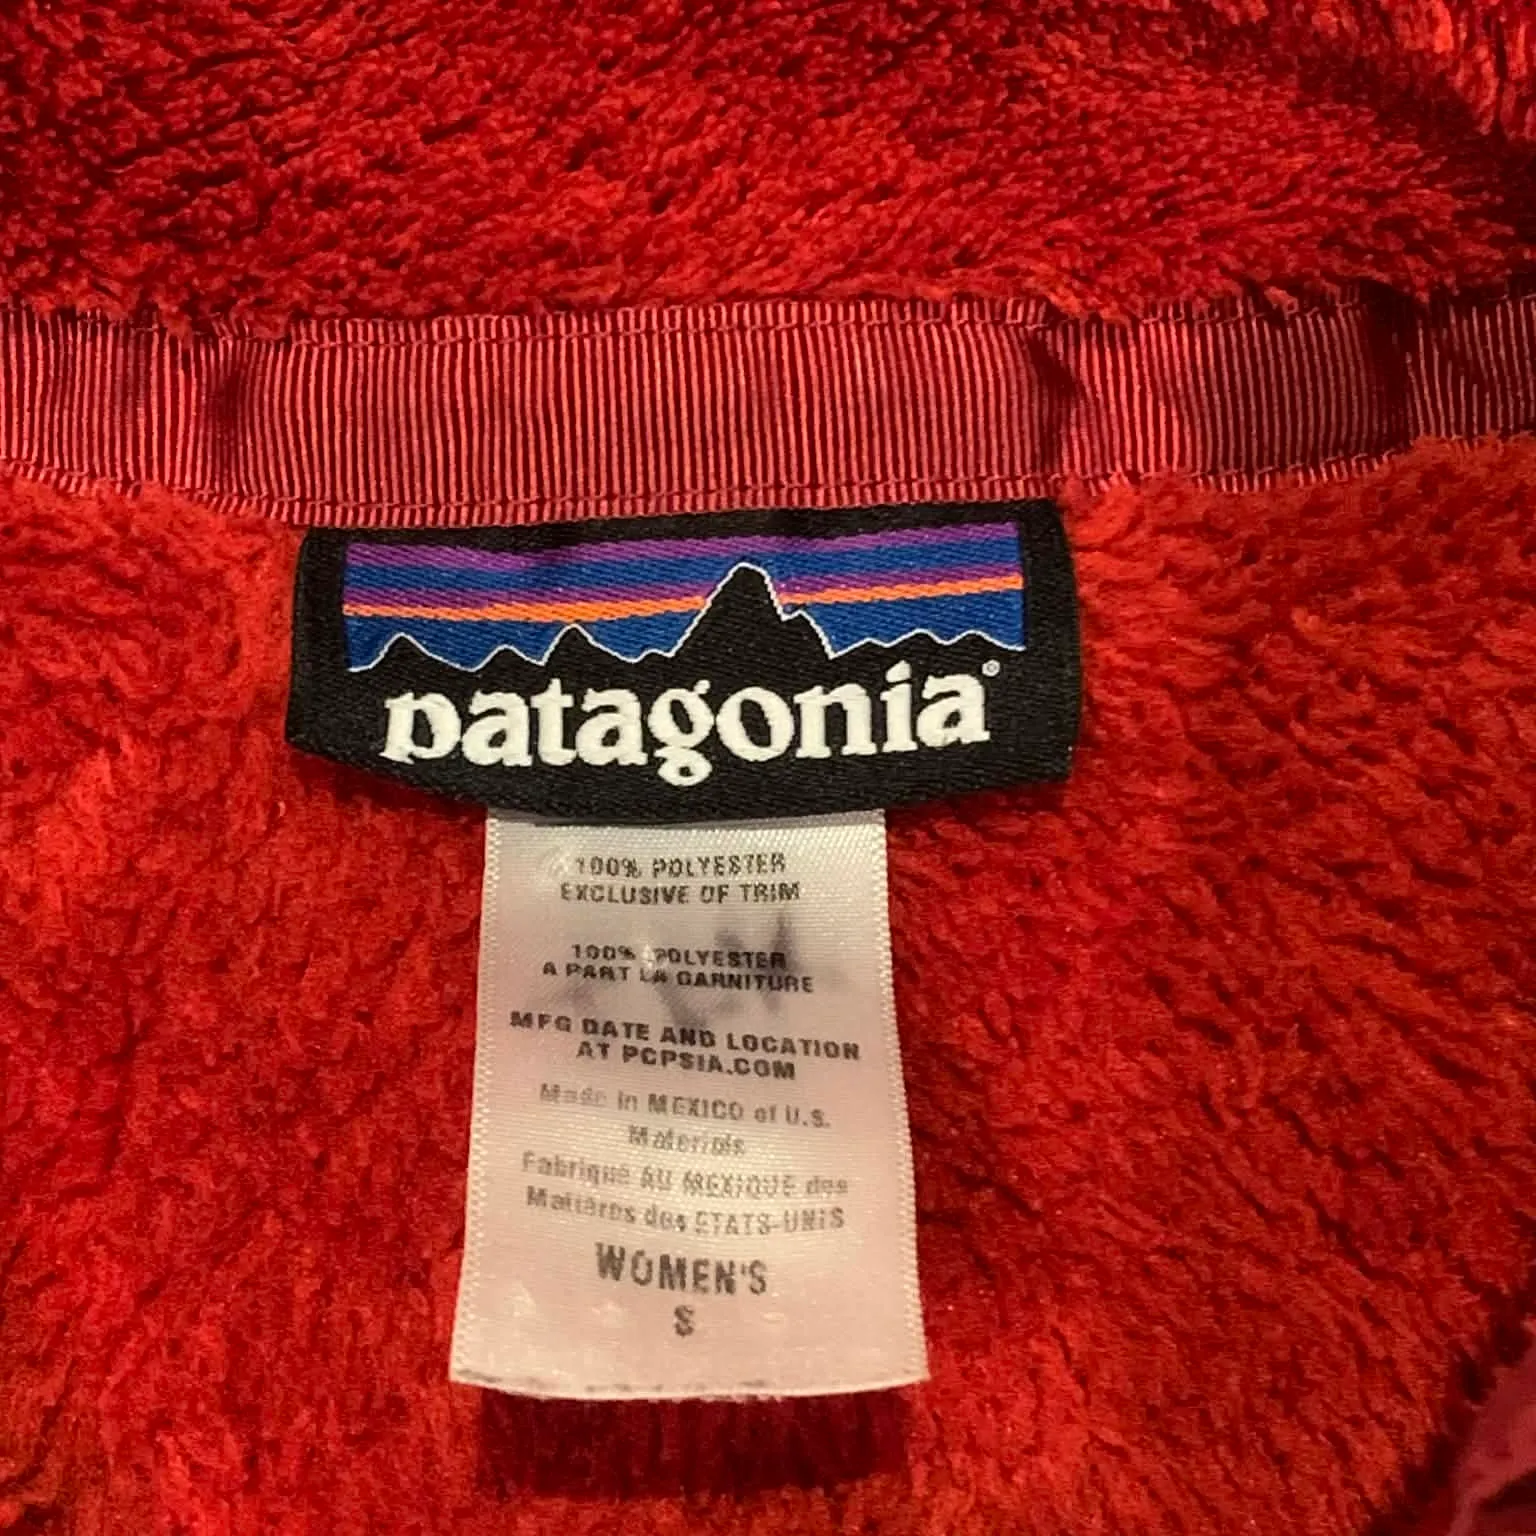 patagonia®
100% POLYESTER
EXCLUSIVE OF TRIM
100% POLYESTER
A PART LA GARNITURE
MFG DATE AND LOCATION
AT PCPSIA.COM
Made in MEXICO of U.S.
Materials
Fabriqué AU MEXIQUE des
Matières des ETATS-UNIS
WOMEN'S
S